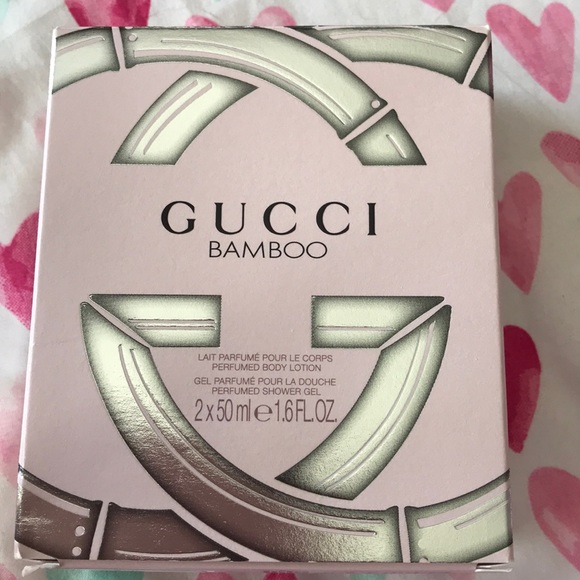 GUCCI
BAMBOO
LAIT PARFUMÉ POUR LE CORPS
PERFUMED BODY LOTION
GEL PARFUMÉ POUR LA DOUCHE
PERFUMED SHOWER GEL
2 x 50 ml ℮ 1.6 FL.OZ.